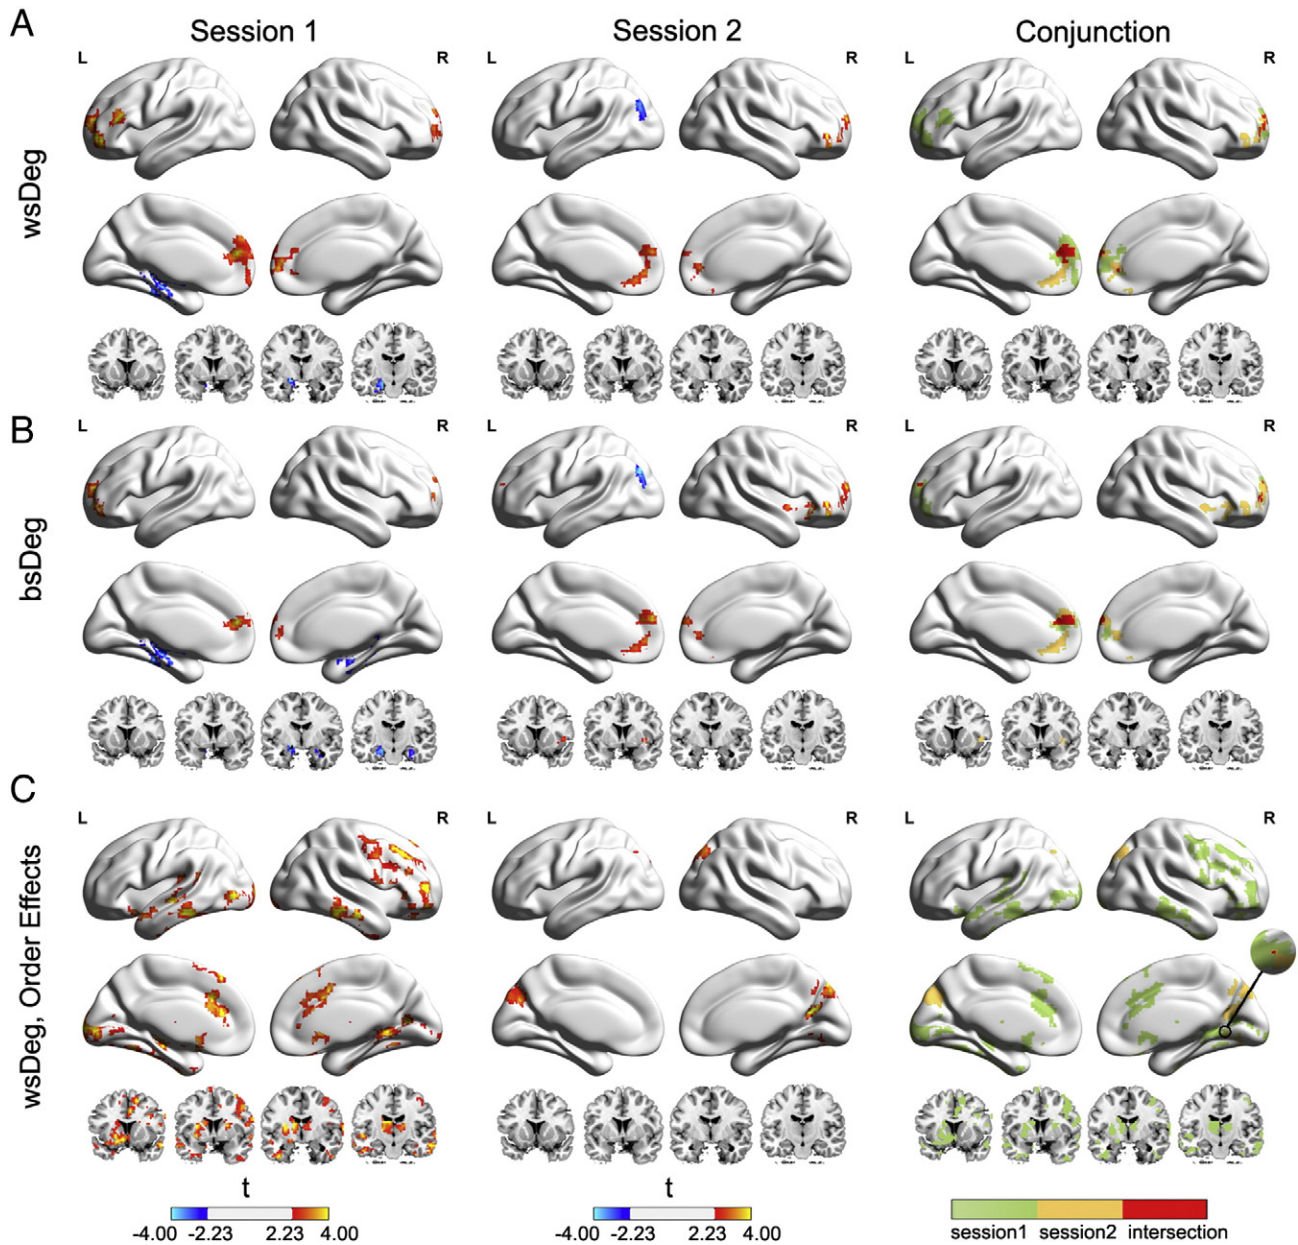 A
Session 1
Session 2
Conjunction
L R L R L R
wsDeg
B
L R L R L R
bsDeg
C
L R L R L R
wsDeg, Order Effects
t t
-4.00 -2.23 2.23 4.00
-4.00 -2.23 2.23 4.00
session1 session2 intersection